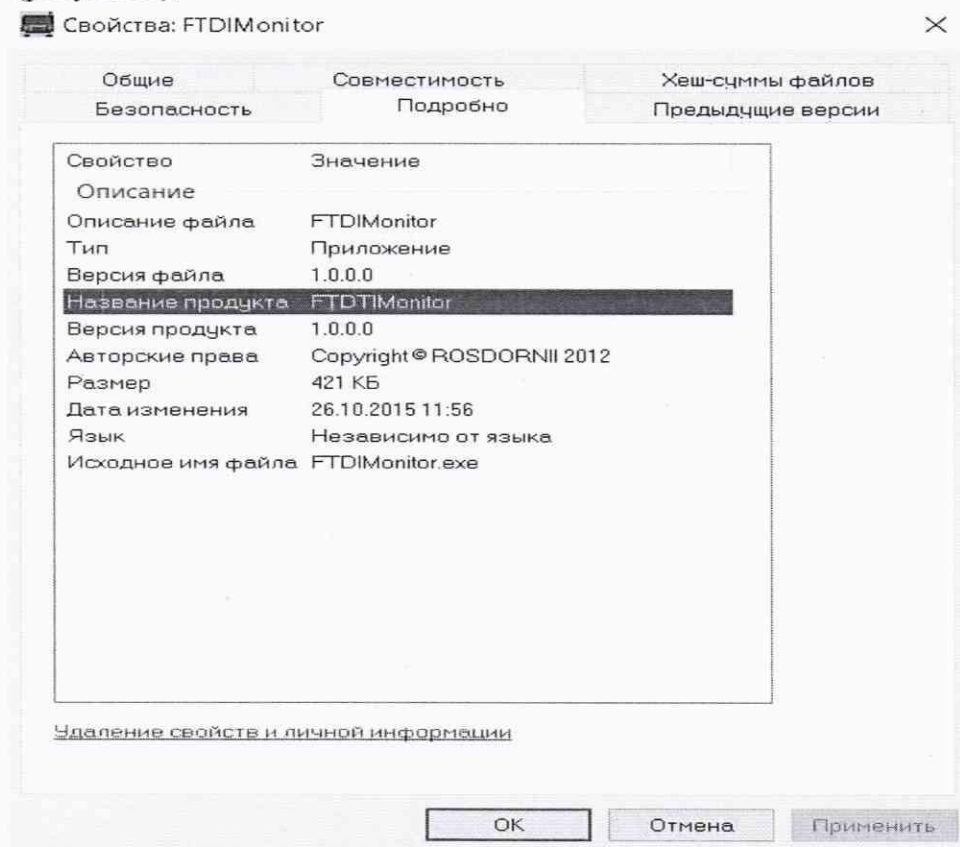 Свойства: FTDIMonitor
Общие Совместимость Хеш-суммы файлов
Безопасность Подробно Предыдущие версии
Свойство Значение
Описание
Описание файла FTDIMonitor
Тип Приложение
Версия файла 1.0.0.0
Название продукта FTDTIMonitor
Версия продукта 1.0.0.0
Авторские права Copyright © ROSDORNII 2012
Размер 421 КБ
Дата изменения 26.10.2015 11:56
Язык Независимо от языка
Исходное имя файла FTDIMonitor.exe
Удаление свойств и личной информации
OK Отмена Применить